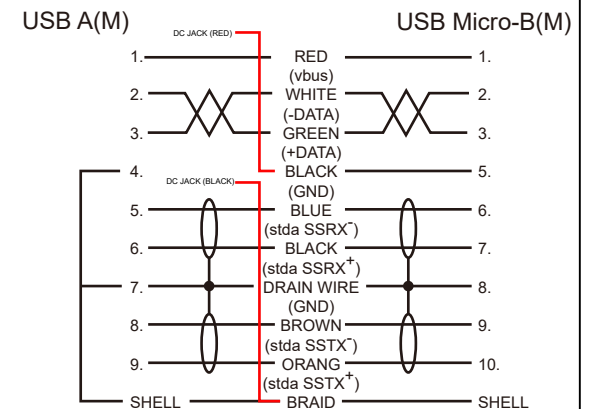 USB A(M)
USB Micro-B(M)
DC JACK (RED)
1. RED 1.
(vbus)
2. WHITE 2.
(-DATA)
3. GREEN 3.
(+DATA)
4. BLACK 5.
DC JACK (BLACK)
(GND)
5. BLUE 6.
(stda SSRX-)
6. BLACK 7.
(stda SSRX+)
7. DRAIN WIRE 8.
(GND)
8. BROWN 9.
(stda SSTX-)
9. ORANG 10.
(stda SSTX+)
SHELL BRAID SHELL